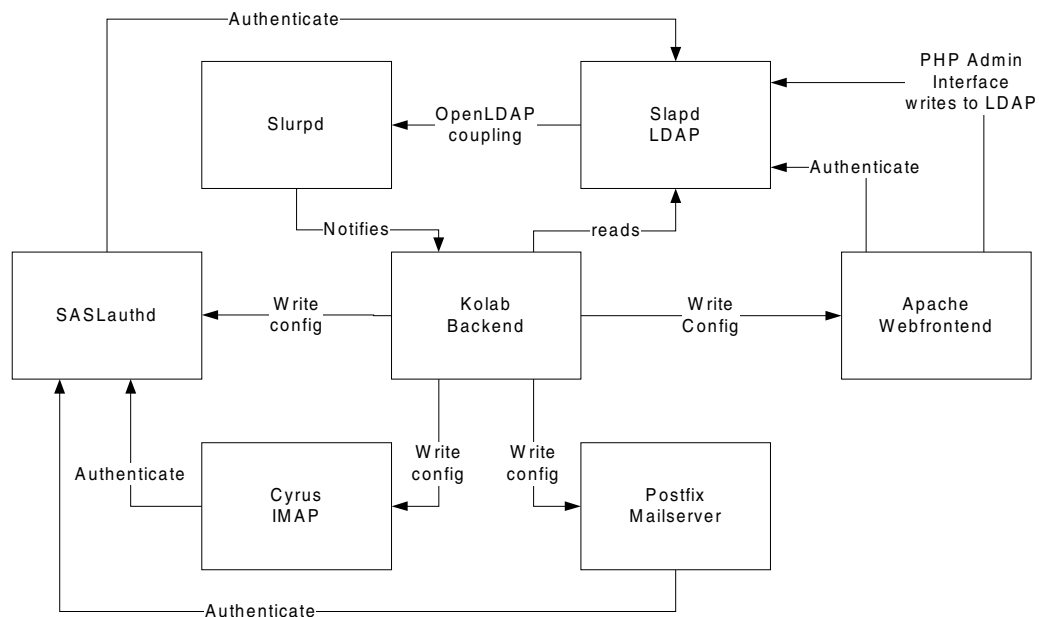 Authenticate
PHP Admin
Interface
writes to LDAP
Slurpd
OpenLDAP
coupling
Slapd
LDAP
Authenticate
Notifies
reads
SASLauthd
Write
config
Kolab
Backend
Write
Config
Apache
Webfrontend
Authenticate
Cyrus
IMAP
Write
config
Write
config
Postfix
Mailserver
Authenticate